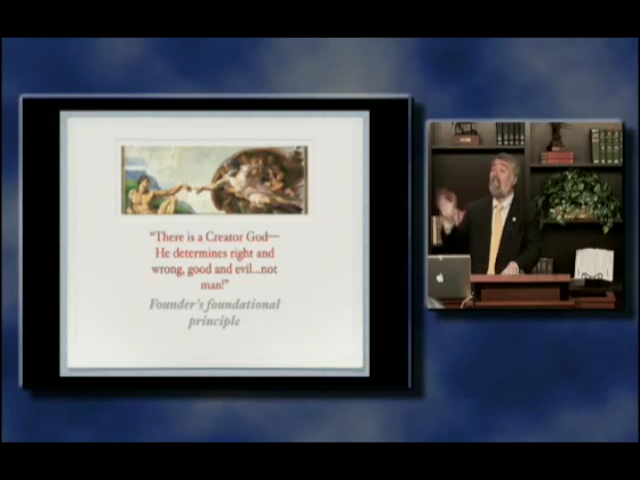 "There is a Creator God—
He determines right and
wrong, good and evil...not
man!"
Founder's foundational
principle